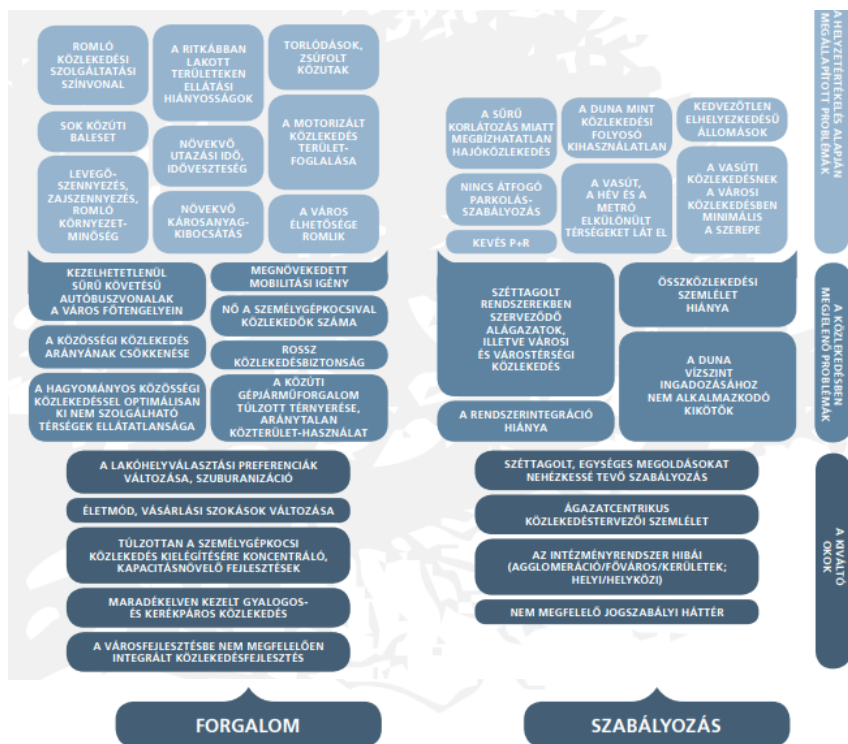 ROMLÓ
KÖZLEKEDÉSI
SZOLGÁLTATÁSI
SZÍNVONAL
SOK KÖZÚTI
BALESET
LEVEGŐ-
SZENNYEZÉS,
ZAJSZENNYEZÉS,
ROMLÓ
KÖRNYEZET-
MINŐSÉG
A RITKÁBBAN
LAKOTT
TERÜLETEKEN
ELLÁTÁSI
HIÁNYOSSÁGOK
NÖVEKVŐ
UTAZÁSI IDŐ,
IDŐVESZTESÉG
NÖVEKVŐ
KÁROSANYAG-
KIBOCSÁTÁS
TORLÓDÁSOK,
ZSÚFOLT
KÖZUTAK
A MOTORIZÁLT
KÖZLEKEDÉS
TERÜLET-
FOGLALÁSA
A VÁROS
ÉLHETŐSÉGE
ROMLIK
KEZELHETETLENÜL
SŰRŰ KÖVETÉSŰ
AUTÓBUSZVONALAK
A VÁROS FŐTENGELYEIN
A KÖZÖSSÉGI KÖZLEKEDÉS
ARÁNYÁNAK CSÖKKENÉSE
A HAGYOMÁNYOS KÖZÖSSÉGI
KÖZLEKEDÉSSEL OPTIMÁLISAN
KI NEM SZOLGÁLHATÓ
TÉRSÉGEK ELLÁTATLANSÁGA
MEGNÖVEKEDETT
MOBILITÁSI IGÉNY
NŐ A SZEMÉLYGÉPKOCSIVAL
KÖZLEKEDŐK SZÁMA
ROSSZ
KÖZLEKEDÉSBIZTONSÁG
A KÖZÚTI
GÉPJÁRMŰFORGALOM
TÚLZOTT TÉRNYERÉSE,
ARÁNYTALAN
KÖZTERÜLET-HASZNÁLAT
A LAKÓHELYVÁLASZTÁSI PREFERENCIÁK
VÁLTOZÁSA, SZUBURANIZÁCIÓ
ÉLETMÓD, VÁSÁRLÁSI SZOKÁSOK VÁLTOZÁSA
TÚLZOTTAN A SZEMÉLYGÉPKOCSI
KÖZLEKEDÉS KIELÉGÍTÉSÉRE KONCENTRÁLÓ,
KAPACITÁSNÖVELŐ FEJLESZTÉSEK
MARADÉKELVEN KEZELT GYALOGOS-
ÉS KERÉKPÁROS KÖZLEKEDÉS
A VÁROSFEJLESZTÉSBE NEM MEGFELELŐEN
INTEGRÁLT KÖZLEKEDÉSFEJLESZTÉS
FORGALOM
A SŰRŰ
KORLÁTOZÁS MIATT
MEGBÍZHATATLAN
HAJÓKÖZLEKEDÉS
NINCS ÁTFOGÓ
PARKOLÁS-
SZABÁLYOZÁS
KEVÉS P+R
A DUNA MINT
KÖZLEKEDÉSI
FOLYOSÓ
KIHASZNÁLATLAN
A VASÚT,
A HÉV ÉS A
METRÓ
ELKÜLÖNÜLT
TÉRSÉGEKET LÁT EL
KEDVEZŐTLEN
ELHELYEZKEDÉSŰ
ÁLLOMÁSOK
A VASÚTI
KÖZLEKEDÉSNEK
A VÁROSI
KÖZLEKEDÉSBEN
MINIMÁLIS
A SZEREPE
SZÉTTAGOLT
RENDSZEREKBEN
SZERVEZŐDŐ
ALÁGAZATOK,
ILLETVE VÁROSI
ÉS VÁROSTÉRSÉGI
KÖZLEKEDÉS
A RENDSZERINTEGRÁCIÓ
HIÁNYA
ÖSSZKÖZLEKEDÉSI
SZEMLÉLET
HIÁNYA
A DUNA
VÍZSZINT
INGADOZÁSÁHOZ
NEM ALKALMAZKODÓ
KIKÖTŐK
SZÉTTAGOLT, EGYSÉGES MEGOLDÁSOKAT
NEHÉZKESSÉ TEVŐ SZABÁLYOZÁS
ÁGAZATCENTRIKUS
KÖZLEKEDÉSTERVEZŐI SZEMLÉLET
AZ INTÉZMÉNYRENDSZER HIBÁI
(AGGLOMERÁCIÓ/FŐVÁROS/KERÜLETEK;
HELYI/HELYKÖZI)
NEM MEGFELELŐ JOGSZABÁLYI HÁTTÉR
SZABÁLYOZÁS
A HELYZETÉRTÉKELÉS ALAPJÁN
MEGÁLLAPÍTOTT PROBLÉMÁK
A KÖZLEKEDÉSBEN
MEGJELENŐ PROBLÉMÁK
A KIVÁLTÓ
OKOK